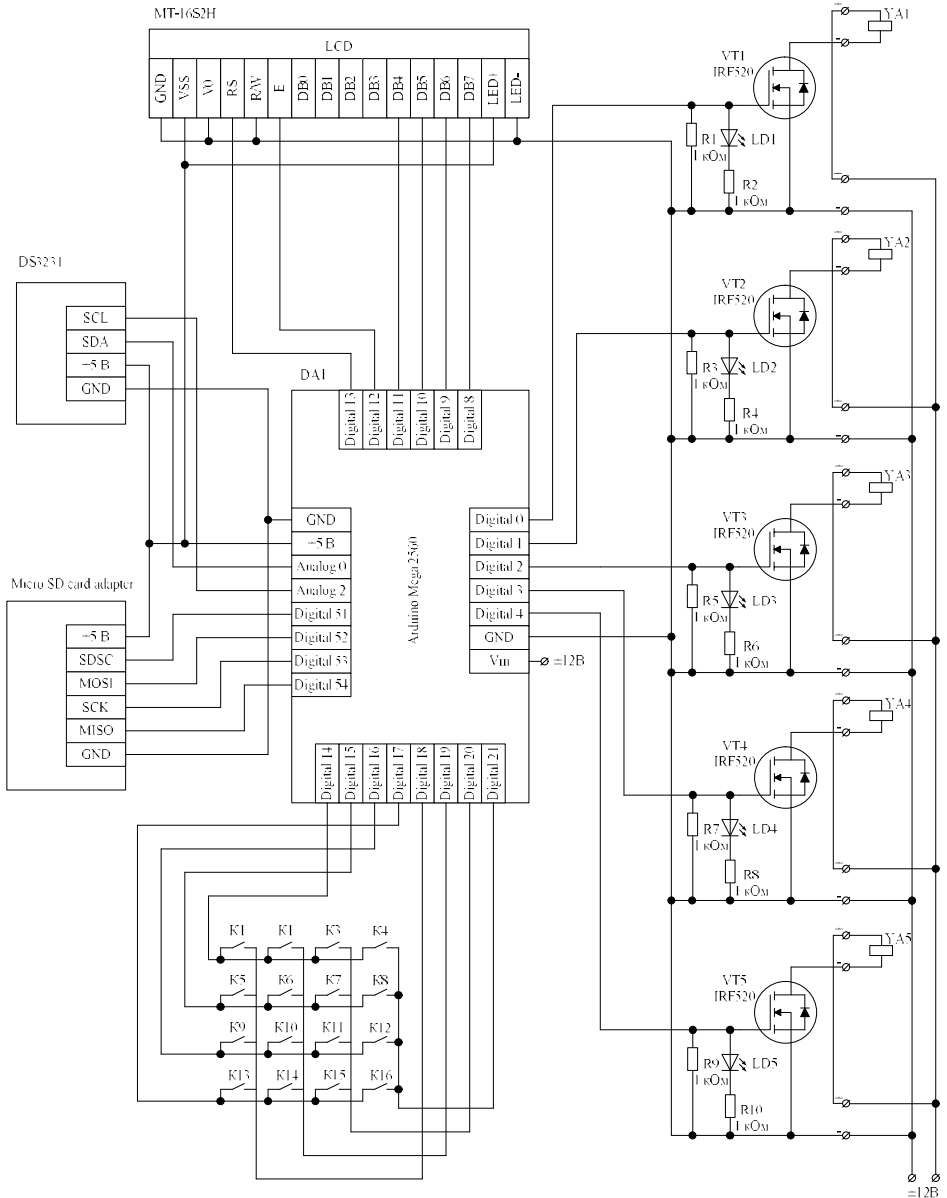 MT-16S2H
LCD
GND
VSS
V0
RS
R/W
E
DB0
DB1
DB2
DB3
DB4
DB5
DB6
DB7
LED+
LED-
DS3231
SCL
SDA
+5 В
GND
Micro SD card adapter
+5 В
SDSC
MOSI
SCK
MISO
GND
DA1
Digital 13
Digital 12
Digital 11
Digital 10
Digital 9
Digital 8
GND
+5 В
Analog 0
Analog 2
Digital 51
Digital 52
Digital 53
Digital 54
Arduino Mega 2560
Digital 0
Digital 1
Digital 2
Digital 3
Digital 4
GND
Vin
±12В
Digital 14
Digital 15
Digital 16
Digital 17
Digital 18
Digital 19
Digital 20
Digital 21
K1
K1
K3
K4
K5
K6
K7
K8
K9
K10
K11
K12
K13
K14
K15
K16
VT1
IRF520
YA1
R1
1 кОм
LD1
R2
1 кОм
VT2
IRF520
YA2
R3
1 кОм
LD2
R4
1 кОм
VT3
IRF520
YA3
R5
1 кОм
LD3
R6
1 кОм
VT4
IRF520
YA4
R7
1 кОм
LD4
R8
1 кОм
VT5
IRF520
YA5
R9
1 кОм
LD5
R10
1 кОм
±12В